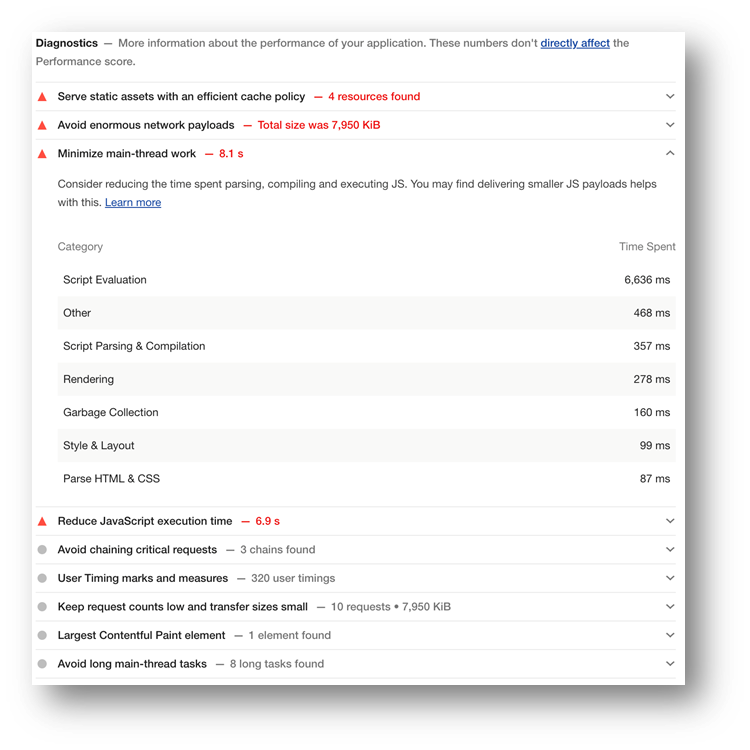 Diagnostics — More information about the performance of your application. These numbers don't directly affect the
Performance score.
Serve static assets with an efficient cache policy — 4 resources found
Avoid enormous network payloads — Total size was 7,950 KiB
Minimize main-thread work — 8.1 s
Consider reducing the time spent parsing, compiling and executing JS. You may find delivering smaller JS payloads helps
with this. Learn more
Category Time Spent
Script Evaluation 6,636 ms
Other 468 ms
Script Parsing & Compilation 357 ms
Rendering 278 ms
Garbage Collection 160 ms
Style & Layout 99 ms
Parse HTML & CSS 87 ms
Reduce JavaScript execution time — 6.9 s
Avoid chaining critical requests — 3 chains found
User Timing marks and measures — 320 user timings
Keep request counts low and transfer sizes small — 10 requests • 7,950 KiB
Largest Contentful Paint element — 1 element found
Avoid long main-thread tasks — 8 long tasks found